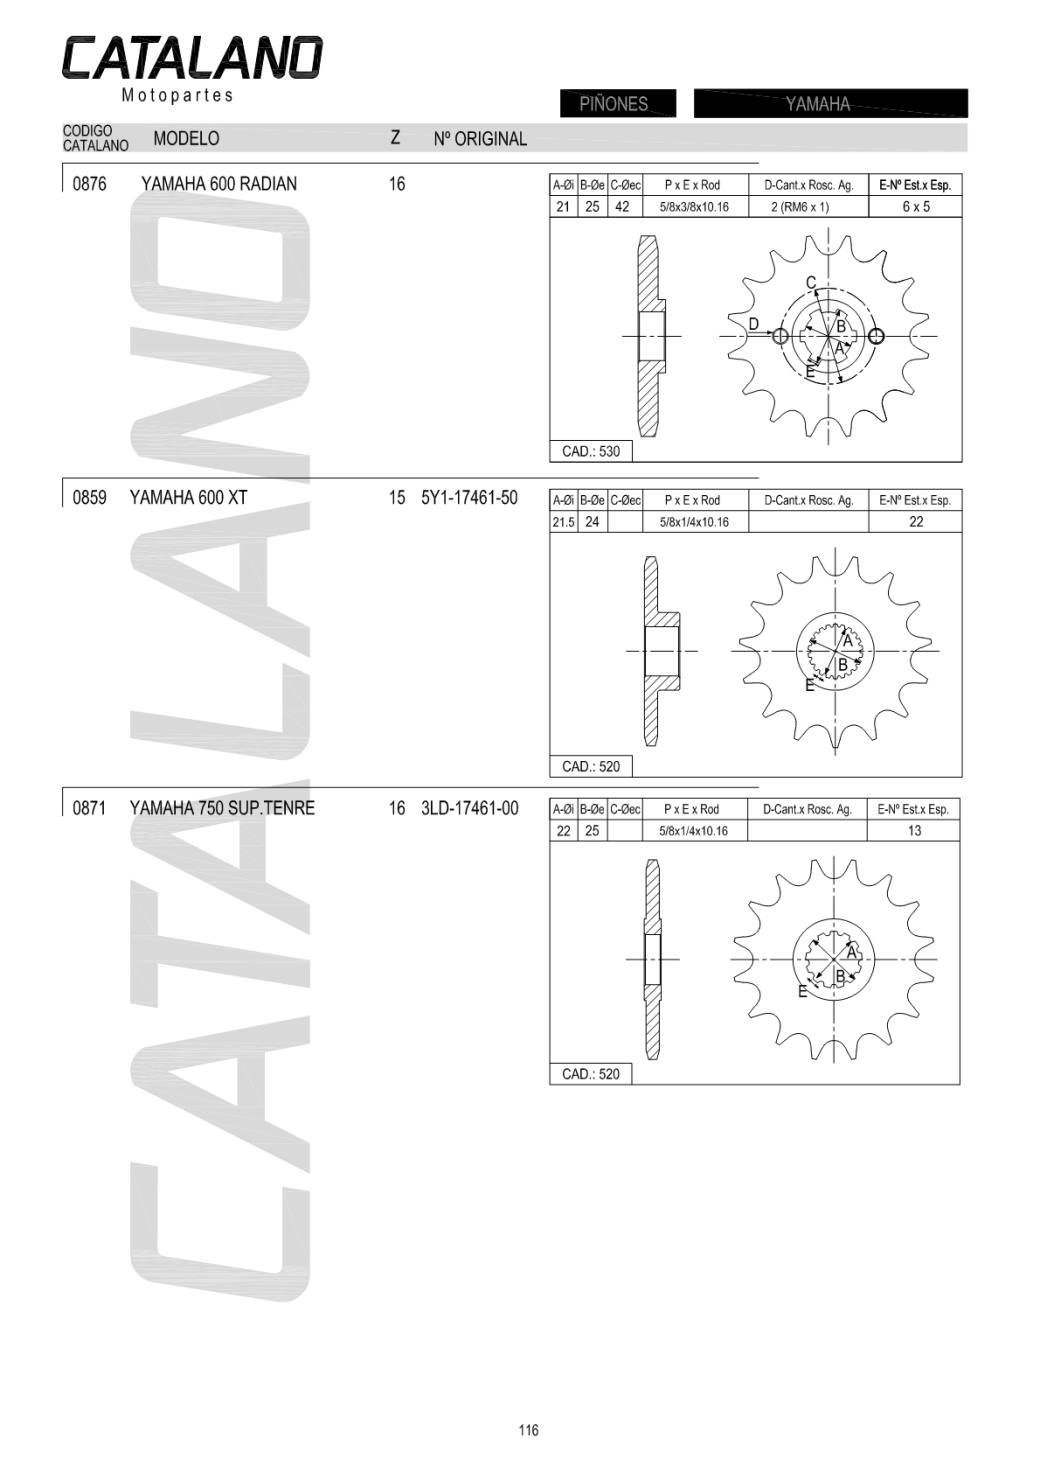 CATALANO
Motopartes
PIÑONES YAMAHA
CODIGO
CATALANO MODELO Z Nº ORIGINAL
0876 YAMAHA 600 RADIAN 16
A-Øi B-Øe C-Øec P x E x Rod D-Cant.x Rosc. Ag. E-Nº Est.x Esp.
21 25 42 5/8x3/8x10.16 2 (RM6 x 1) 6 x 5
C
D
B
A
E
CAD.: 530
0859 YAMAHA 600 XT 15 5Y1-17461-50
A-Øi B-Øe C-Øec P x E x Rod D-Cant.x Rosc. Ag. E-Nº Est.x Esp.
21.5 24 5/8x1/4x10.16 22
A
B
E
CAD.: 520
0871 YAMAHA 750 SUP.TENRE 16 3LD-17461-00
A-Øi B-Øe C-Øec P x E x Rod D-Cant.x Rosc. Ag. E-Nº Est.x Esp.
22 25 5/8x1/4x10.16 13
A
B
E
CAD.: 520
CATALANO
116